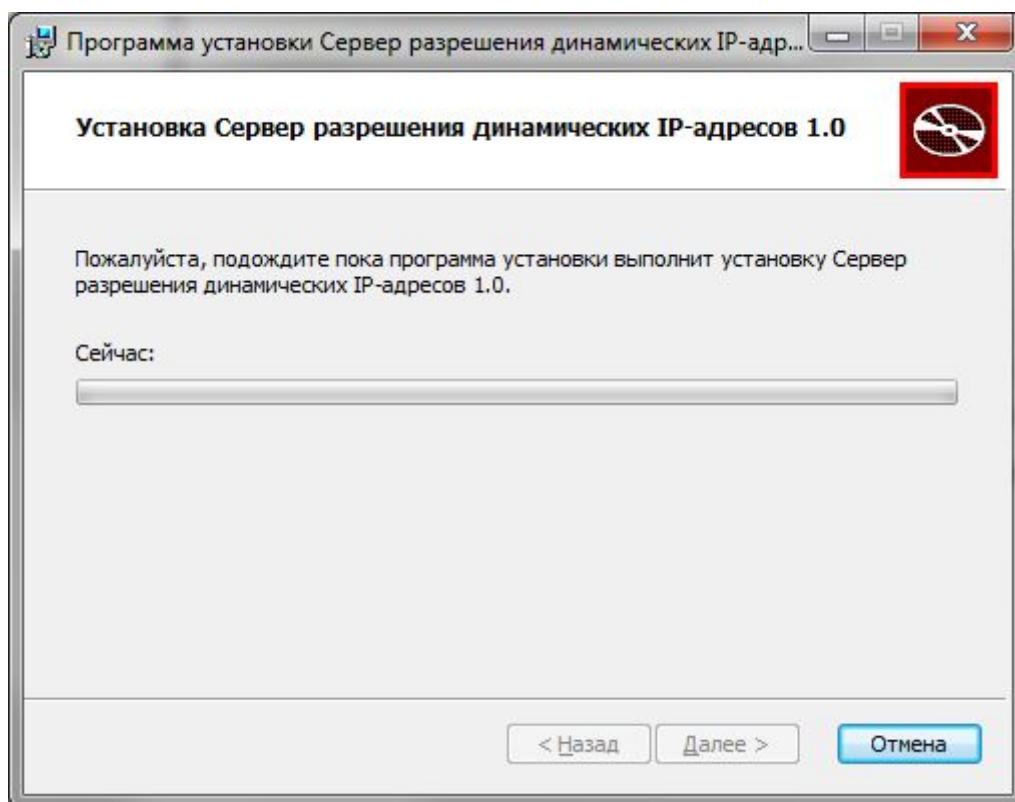 Программа установки Сервер разрешения динамических IP-адр...
Установка Сервер разрешения динамических IP-адресов 1.0
Пожалуйста, подождите пока программа установки выполнит установку Сервер
разрешения динамических IP-адресов 1.0.
Сейчас:
< Назад Далее > Отмена